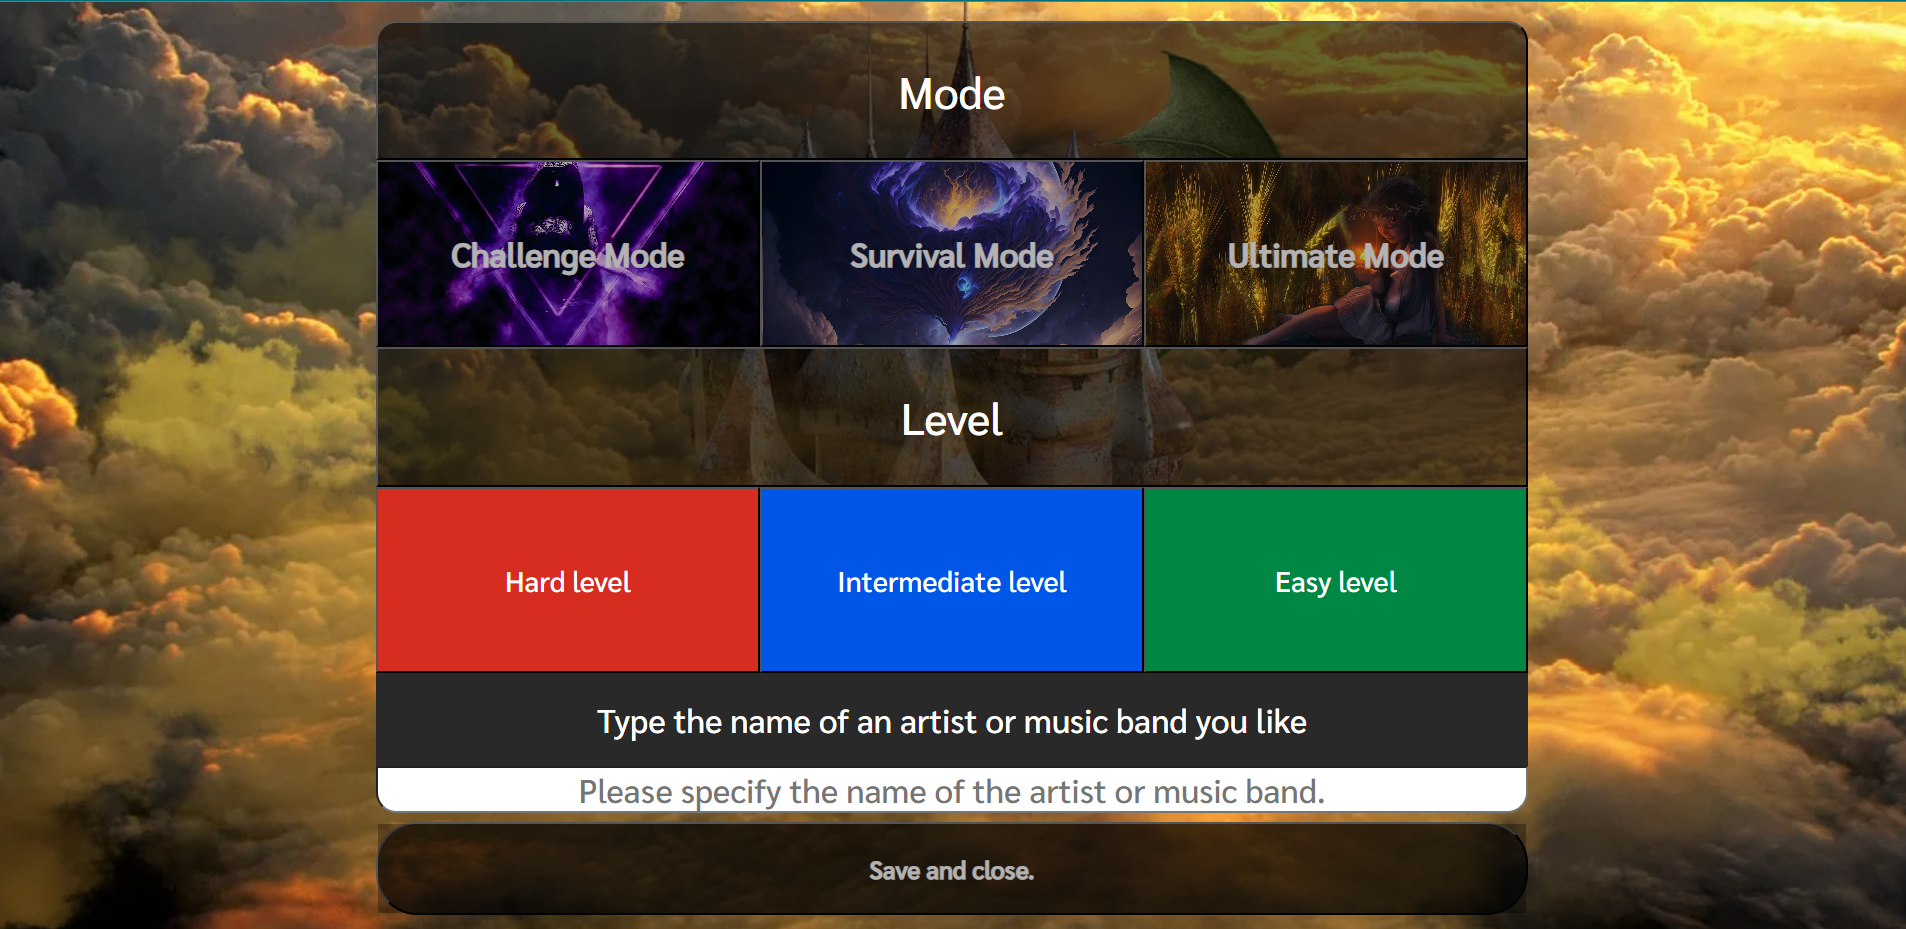 Mode
Challenge Mode
Survival Mode
Ultimate Mode
Level
Hard level
Intermediate level
Easy level
Type the name of an artist or music band you like
Please specify the name of the artist or music band.
Save and close.